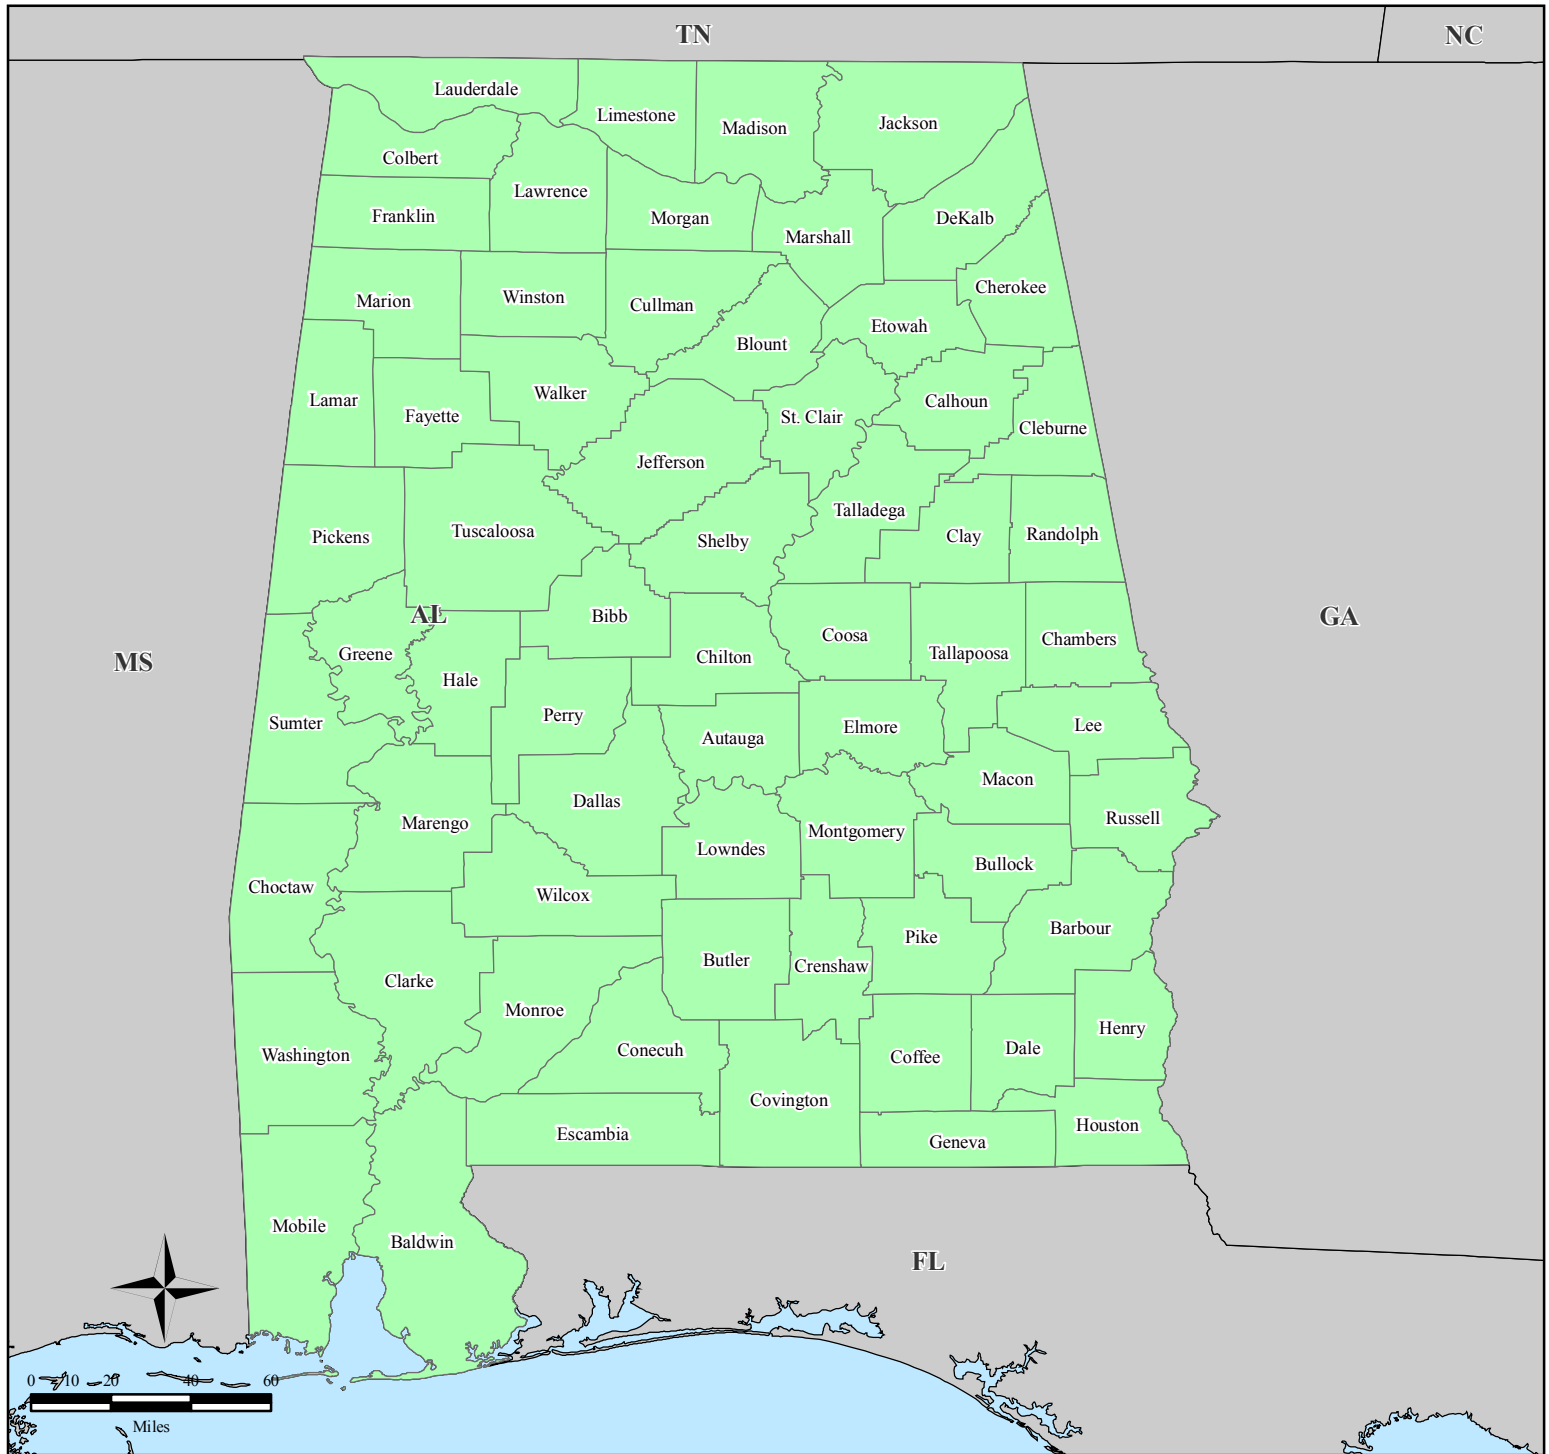 TN
NC
Lauderdale
Limestone
Madison
Jackson
Colbert
Lawrence
Franklin
Morgan
DeKalb
Marshall
Cherokee
Marion
Winston
Cullman
Etowah
Blount
Walker
Lamar
Fayette
St. Clair
Calhoun
Cleburne
Jefferson
Talladega
Pickens
Tuscaloosa
Shelby
Clay
Randolph
AL
Bibb
GA
MS
Greene
Hale
Chilton
Coosa
Tallapoosa
Chambers
Sumter
Perry
Autauga
Elmore
Lee
Macon
Dallas
Marengo
Montgomery
Russell
Lowndes
Bullock
Choctaw
Wilcox
Pike
Barbour
Butler
Crenshaw
Clarke
Monroe
Henry
Washington
Conecuh
Coffee
Dale
Covington
Escambia
Geneva
Houston
Mobile
Baldwin
FL
0 10 20 40 60
Miles